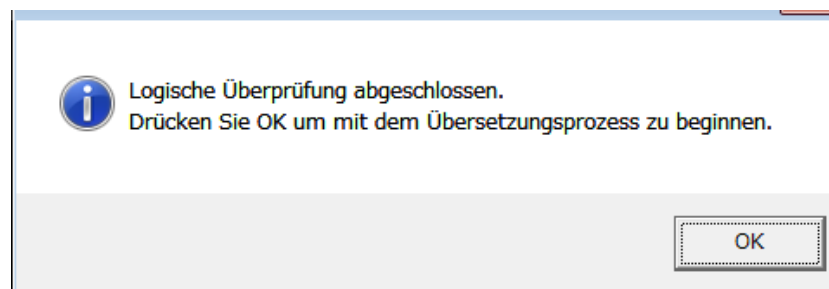 Logische Überprüfung abgeschlossen.
Drücken Sie OK um mit dem Übersetzungsprozess zu beginnen.
OK